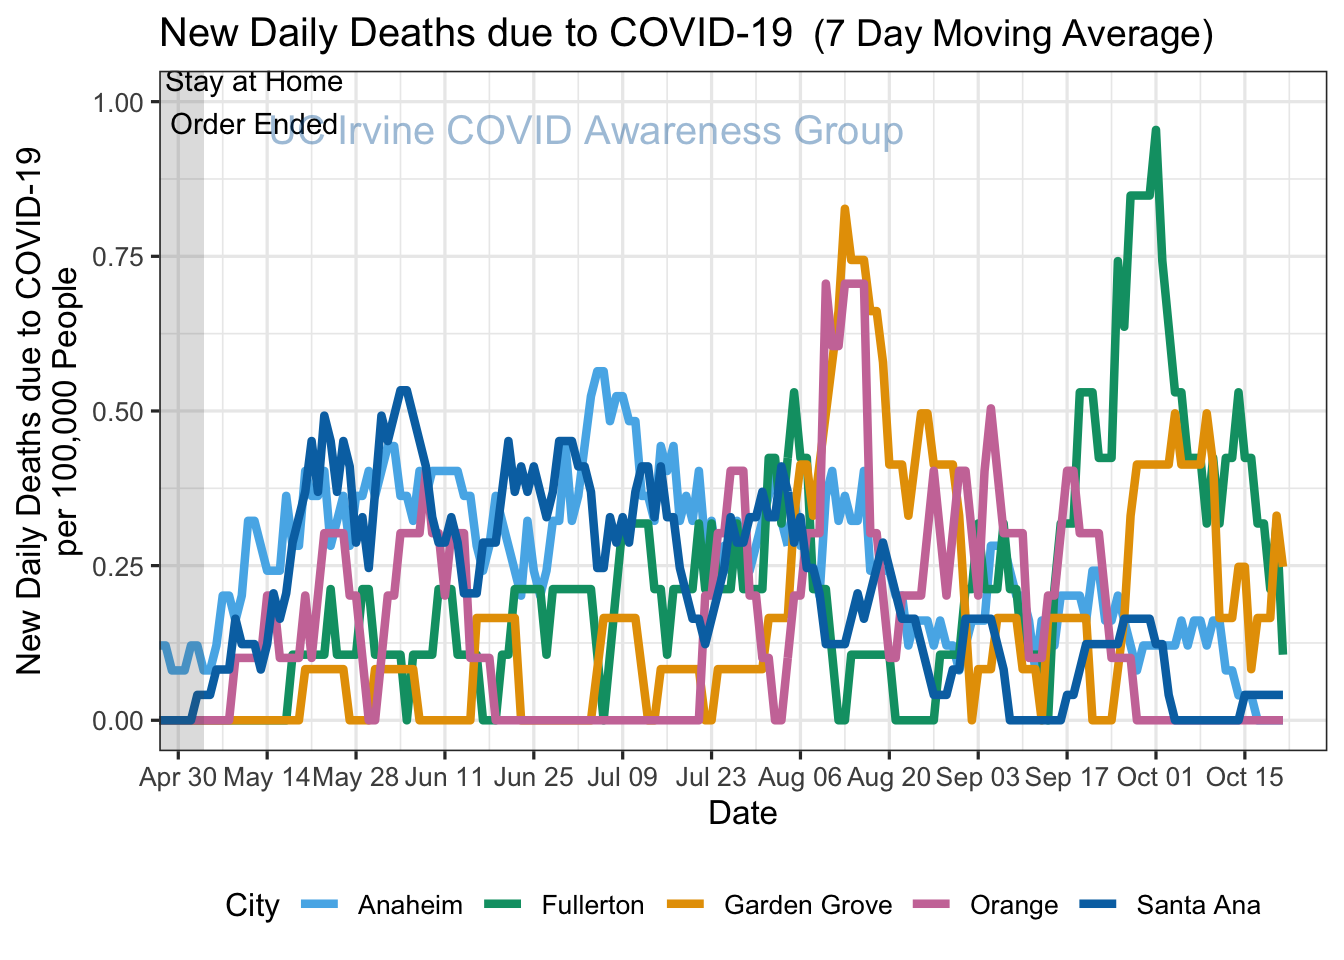 New Daily Deaths due to COVID-19 (7 Day Moving Average)
Stay at Home
Order Ended
UC Irvine COVID Awareness Group
New Daily Deaths due to COVID-19
per 100,000 People
1.00
0.75
0.50
0.25
0.00
Apr 30 May 14 May 28 Jun 11 Jun 25 Jul 09 Jul 23 Aug 06 Aug 20 Sep 03 Sep 17 Oct 01 Oct 15
Date
City Anaheim Fullerton Garden Grove Orange Santa Ana